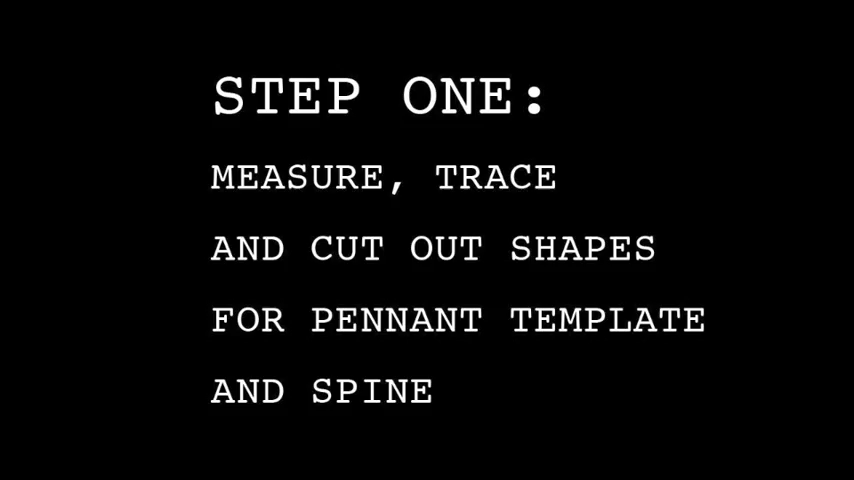 STEP ONE:
MEASURE, TRACE
AND CUT OUT SHAPES
FOR PENNANT TEMPLATE
AND SPINE